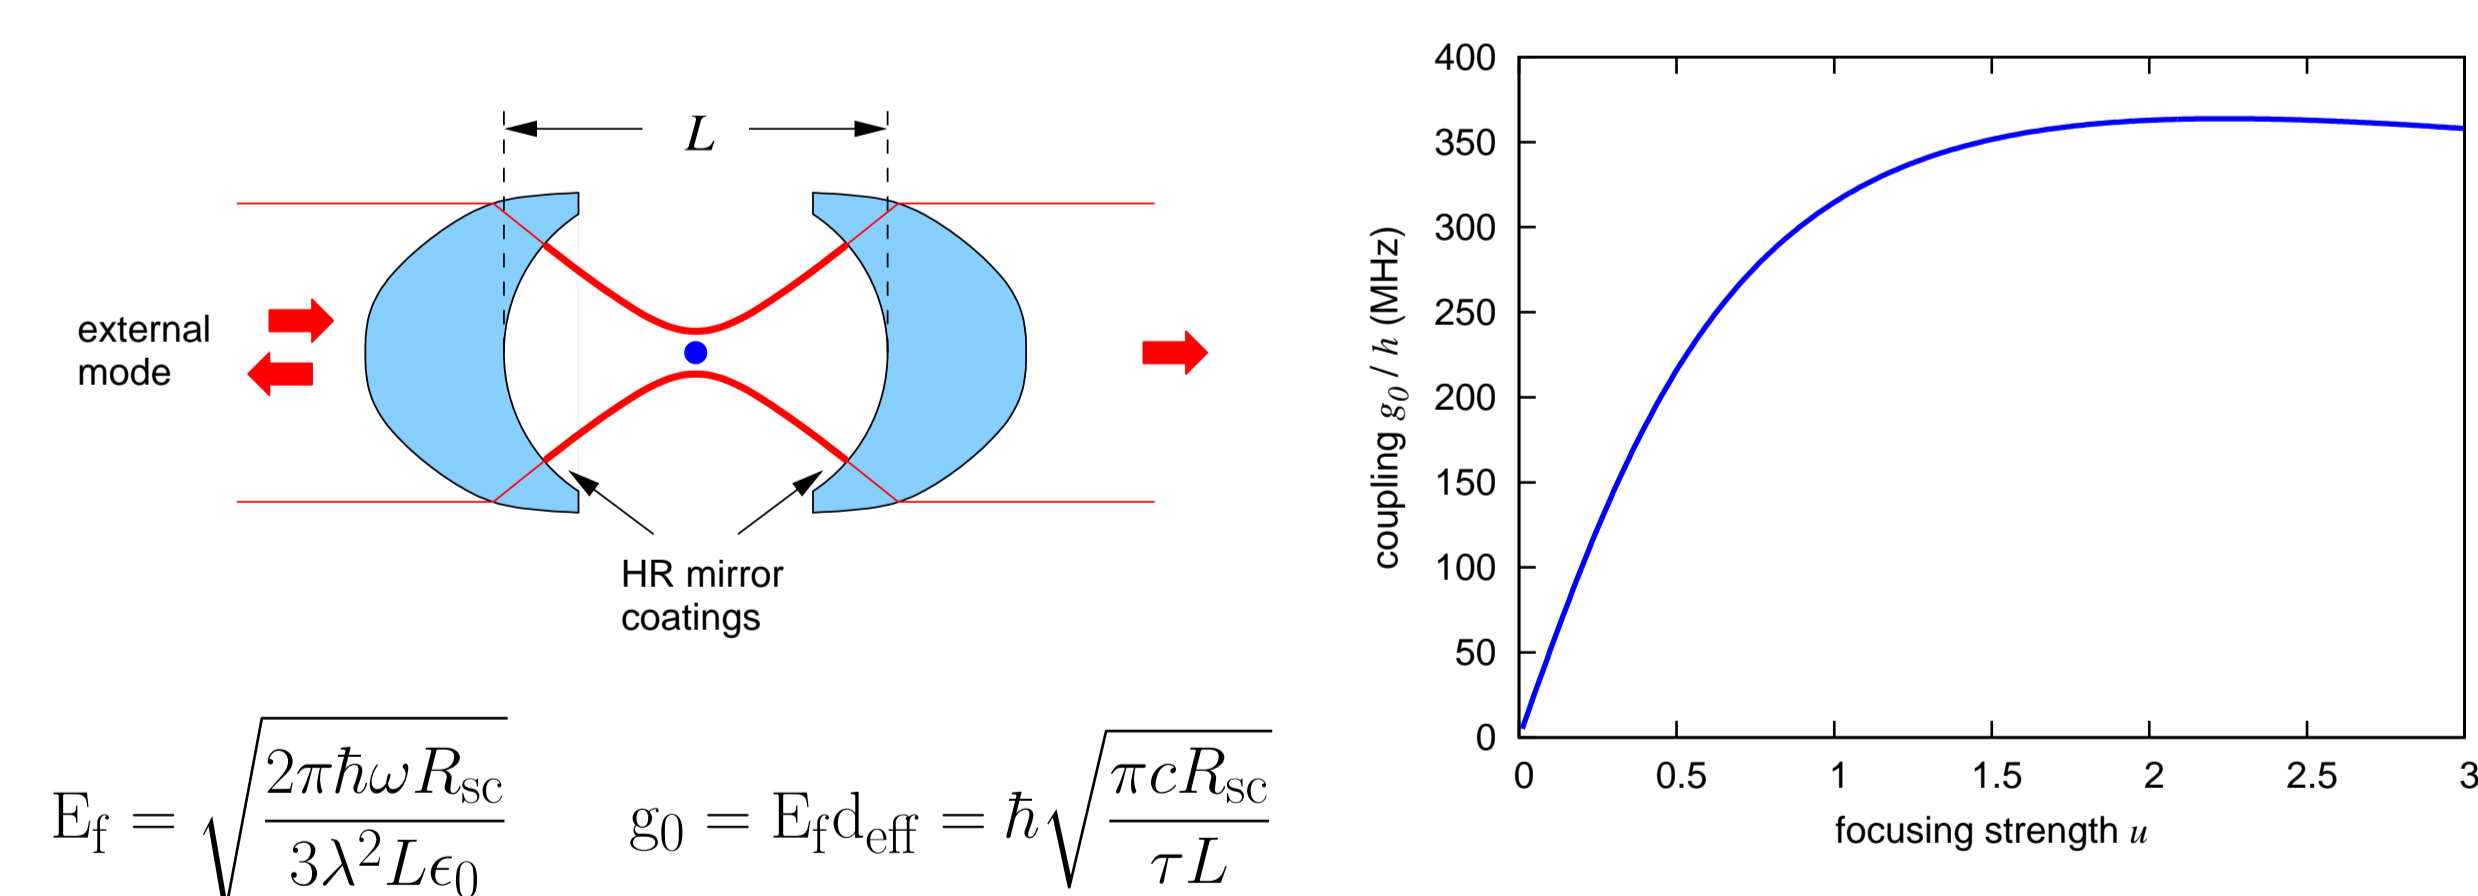 L
external
mode
HR mirror
coatings
E_f = √(2πħωR_sc / 3λ²Lϵ₀)
g₀ = E_f d_eff = ħ√(πcR_sc / τL)
400
350
300
250
200
150
100
50
0
coupling g₀ / h (MHz)
0 0.5 1 1.5 2 2.5 3
focusing strength u